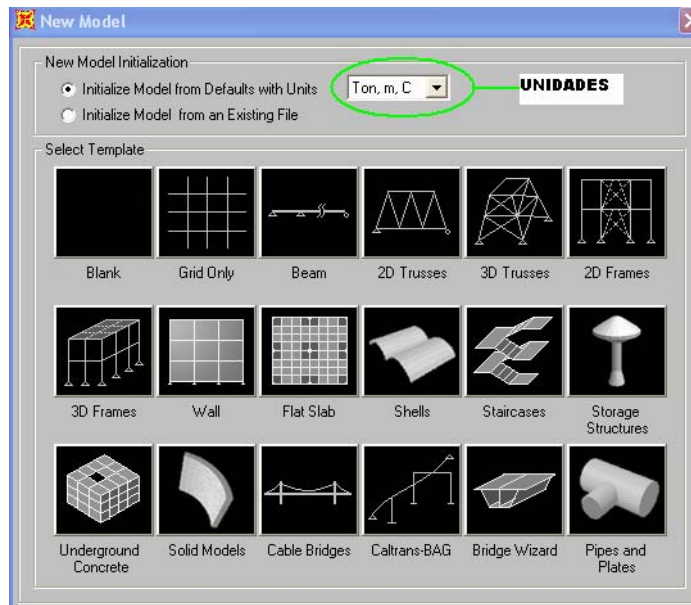 New Model
New Model Initialization
Initialize Model from Defaults with Units
Ton, m, C
UNIDADES
Initialize Model from an Existing File
Select Template
Blank
Grid Only
Beam
2D Trusses
3D Trusses
2D Frames
3D Frames
Wall
Flat Slab
Shells
Staircases
Storage
Structures
Underground
Concrete
Solid Models
Cable Bridges
Caltrans-BAG
Bridge Wizard
Pipes and
Plates